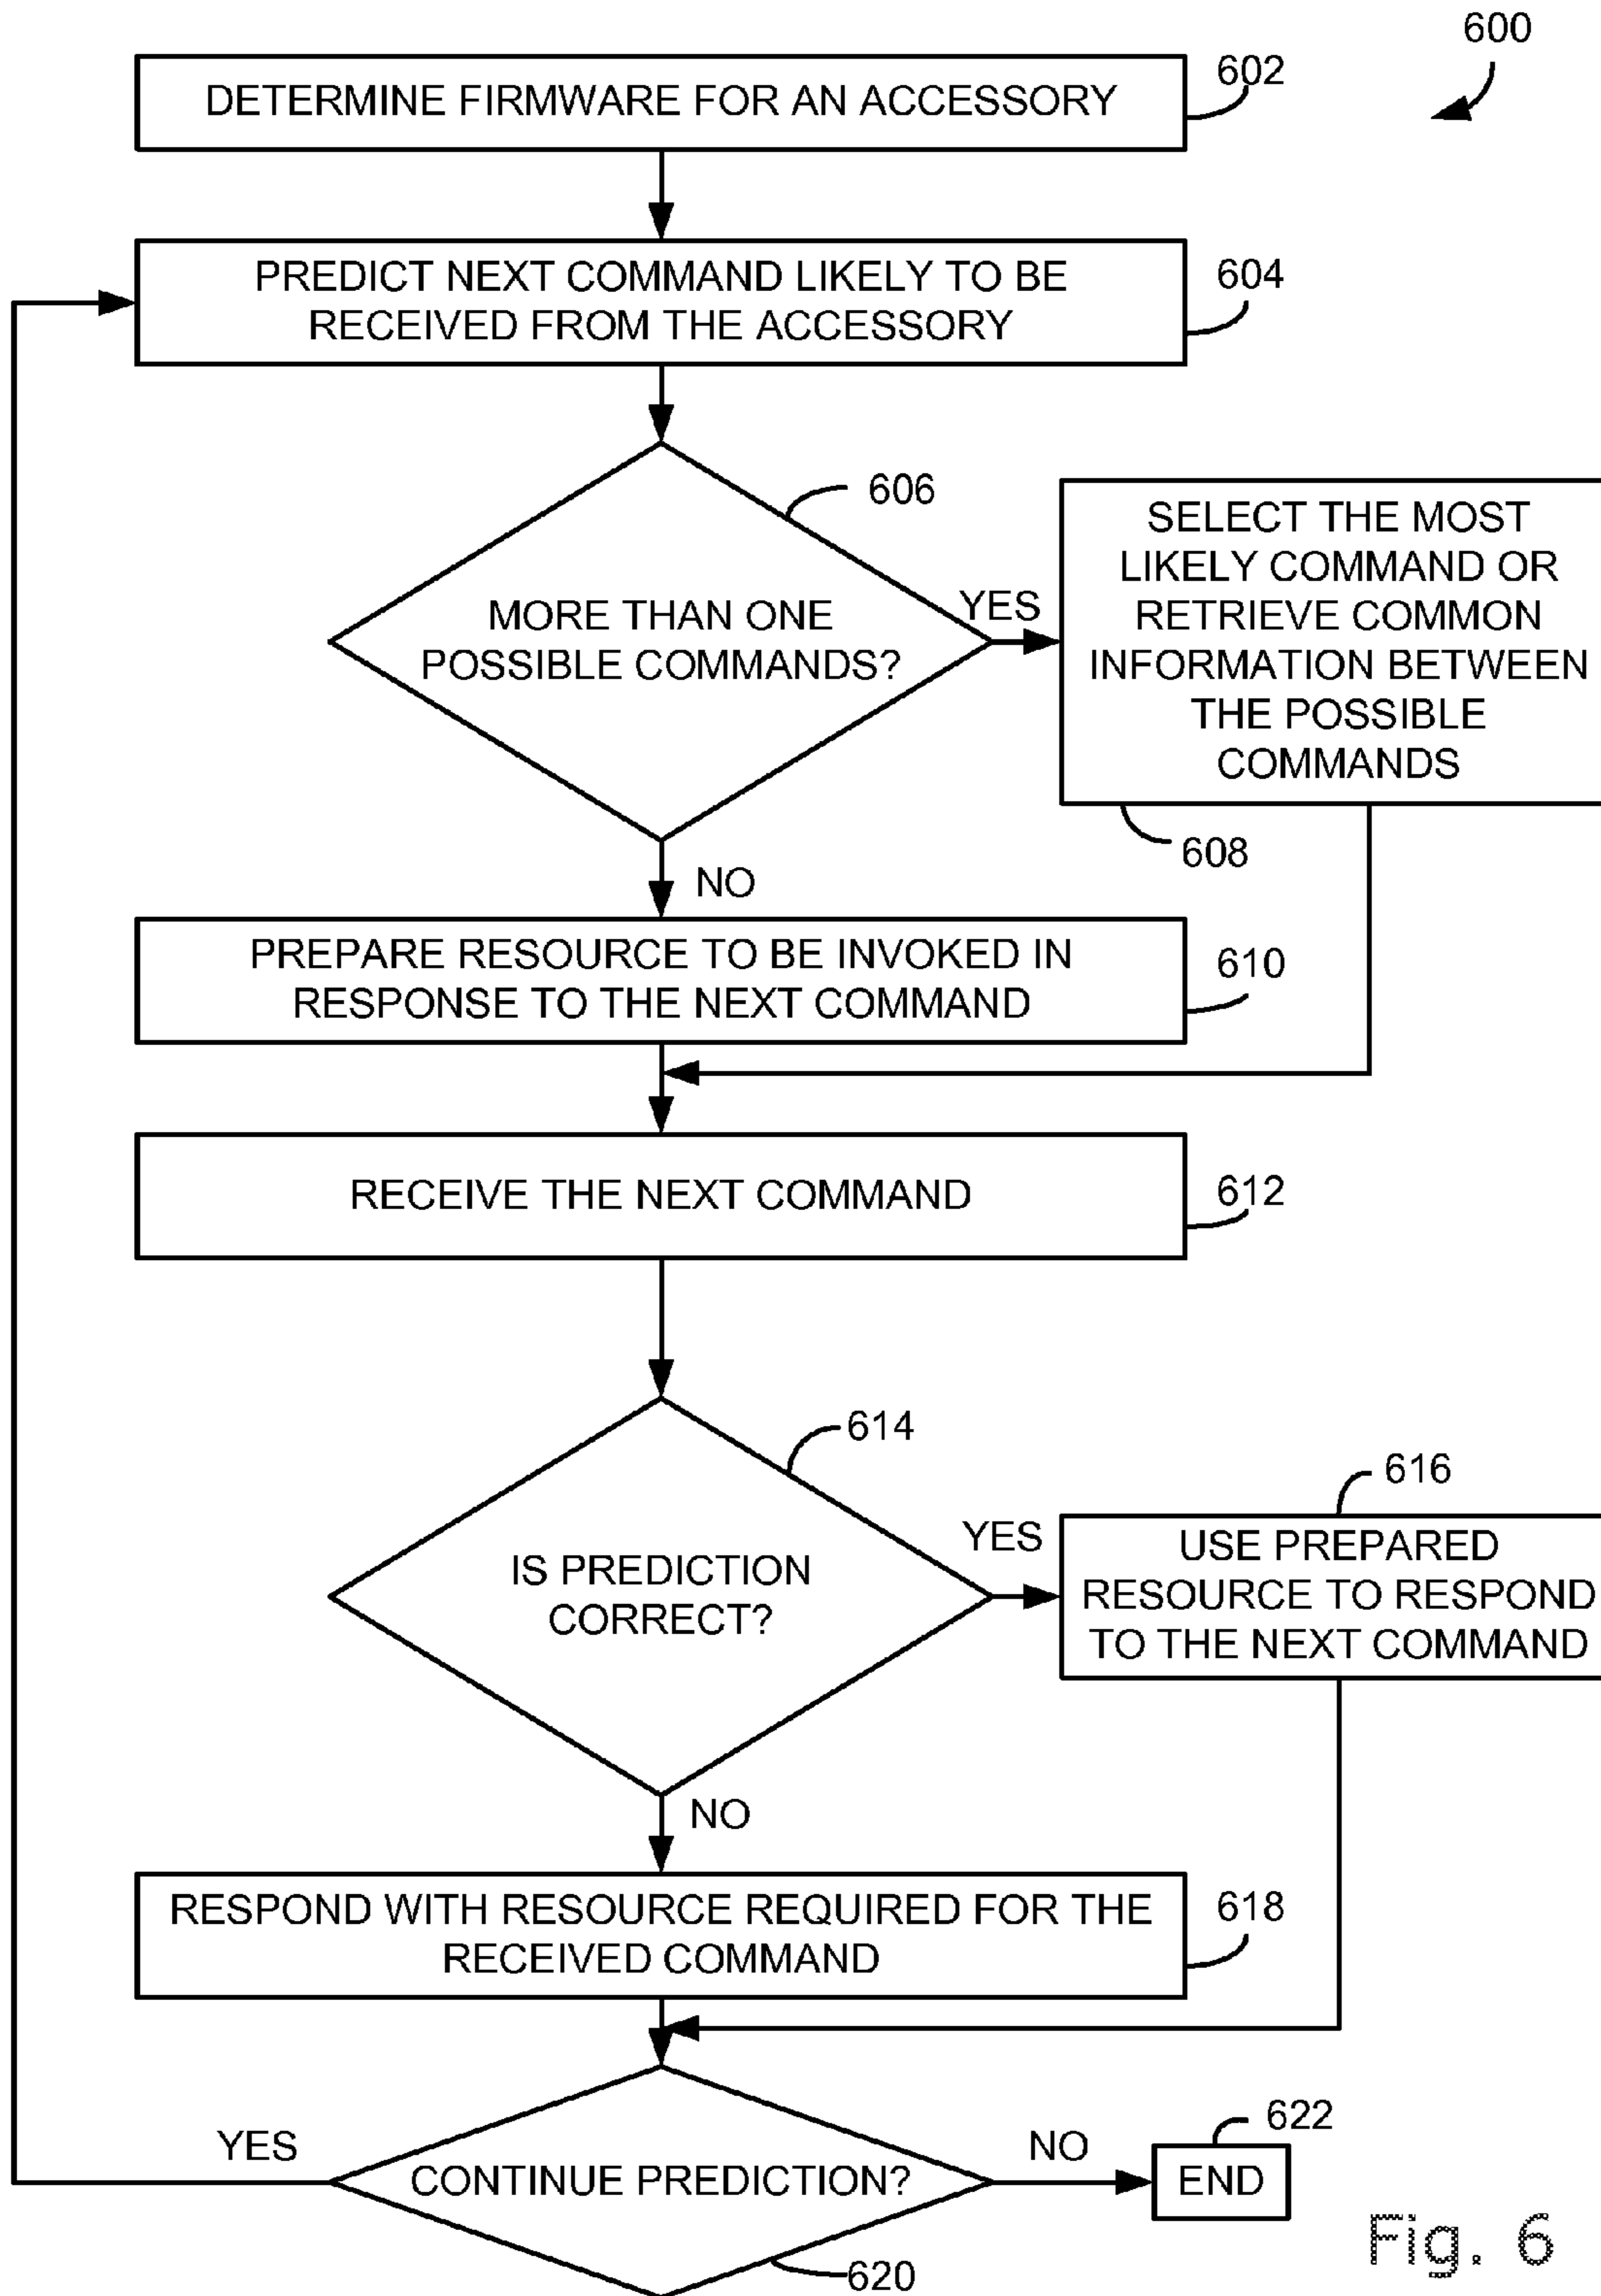 600
DETERMINE FIRMWARE FOR AN ACCESSORY
602
PREDICT NEXT COMMAND LIKELY TO BE
RECEIVED FROM THE ACCESSORY
604
606
MORE THAN ONE
POSSIBLE COMMANDS?
YES
SELECT THE MOST
LIKELY COMMAND OR
RETRIEVE COMMON
INFORMATION BETWEEN
THE POSSIBLE
COMMANDS
608
NO
PREPARE RESOURCE TO BE INVOKED IN
RESPONSE TO THE NEXT COMMAND
610
RECEIVE THE NEXT COMMAND
612
614
IS PREDICTION
CORRECT?
YES
616
USE PREPARED
RESOURCE TO RESPOND
TO THE NEXT COMMAND
NO
RESPOND WITH RESOURCE REQUIRED FOR THE
RECEIVED COMMAND
618
YES
CONTINUE PREDICTION?
NO
622
END
620
Fig. 6